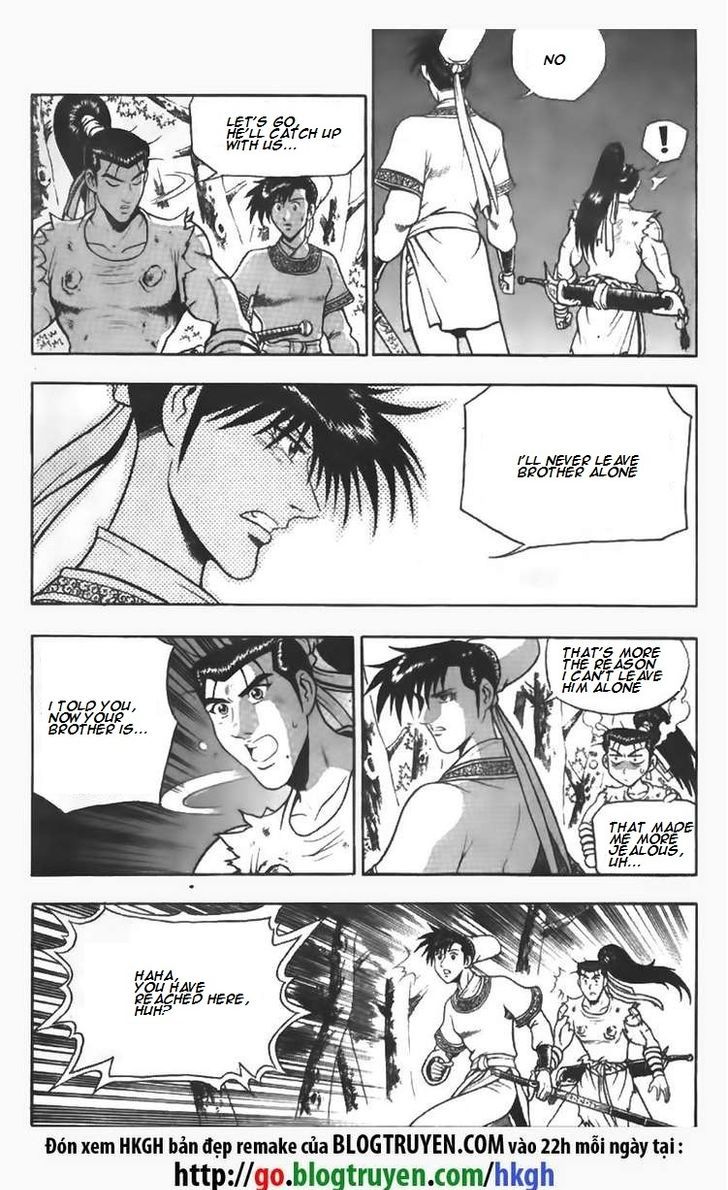 LET'S GO,
HE'LL CATCH UP
WITH US...
NO
!
I'LL NEVER LEAVE
BROTHER ALONE
I TOLD YOU,
NOW YOUR
BROTHER IS...
THAT'S MORE
THE REASON
I CAN'T LEAVE
HIM ALONE
THAT MADE
ME MORE
JEALOUS,
UH...
HAHA,
YOU HAVE
REACHED HERE,
HUH?
Đón xem HKGH bản đẹp remake của BLOGTRUYEN.COM vào 22h mỗi ngày tại :
http://go.blogtruyen.com/hkgh